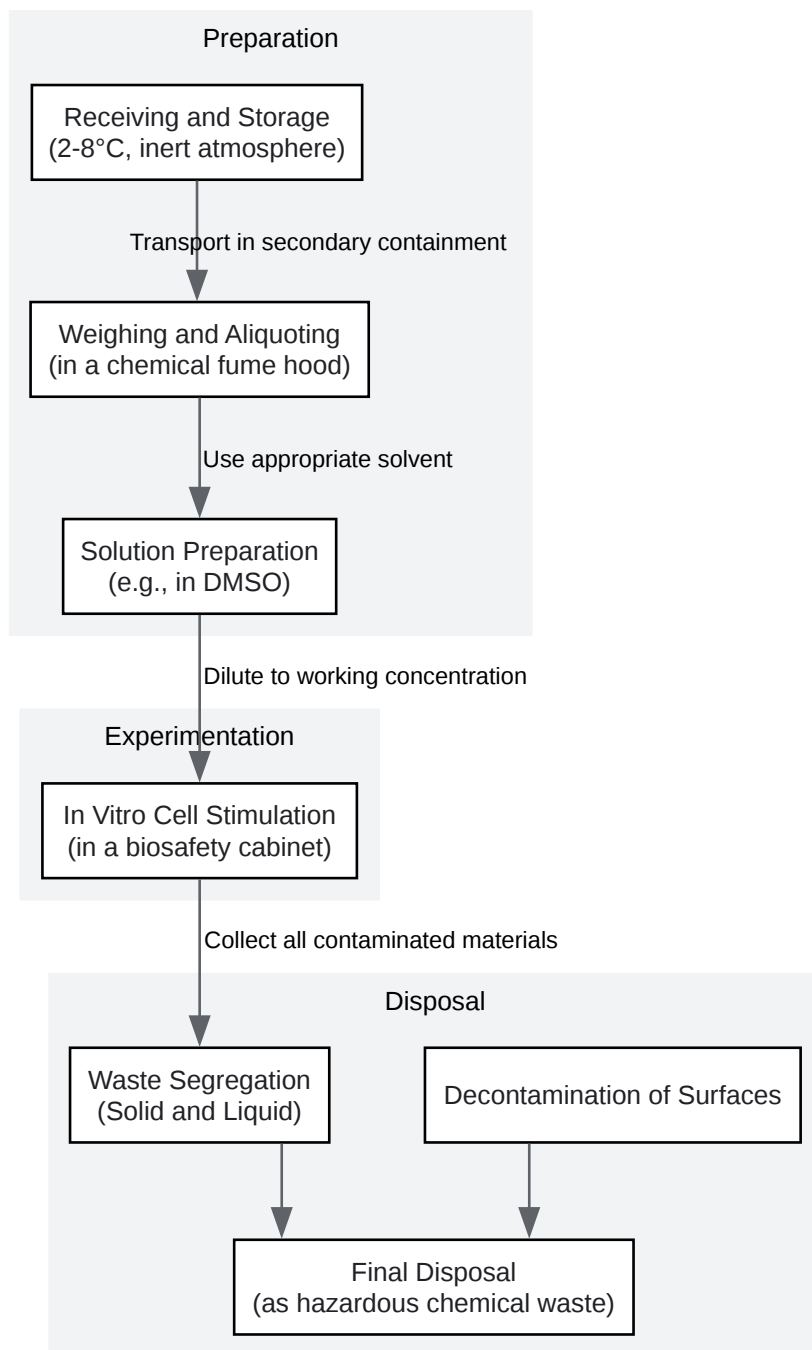 Preparation
Receiving and Storage
(2-8°C, inert atmosphere)
Transport in secondary containment
Weighing and Aliquoting
(in a chemical fume hood)
Use appropriate solvent
Solution Preparation
(e.g., in DMSO)
Dilute to working concentration
Experimentation
In Vitro Cell Stimulation
(in a biosafety cabinet)
Collect all contaminated materials
Disposal
Waste Segregation
(Solid and Liquid)
Decontamination of Surfaces
Final Disposal
(as hazardous chemical waste)